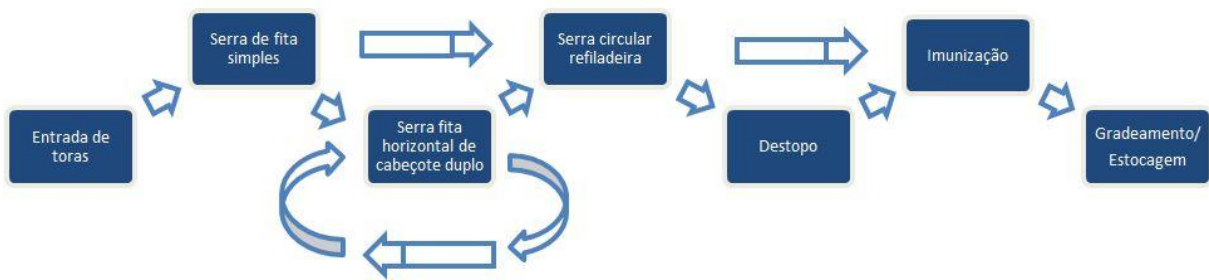 Entrada de
toras
Serra de fita
simples
Serra fita
horizontal de
cabeçote duplo
Serra circular
refiladeira
Destopo
Imunização
Gradeamento/
Estocagem